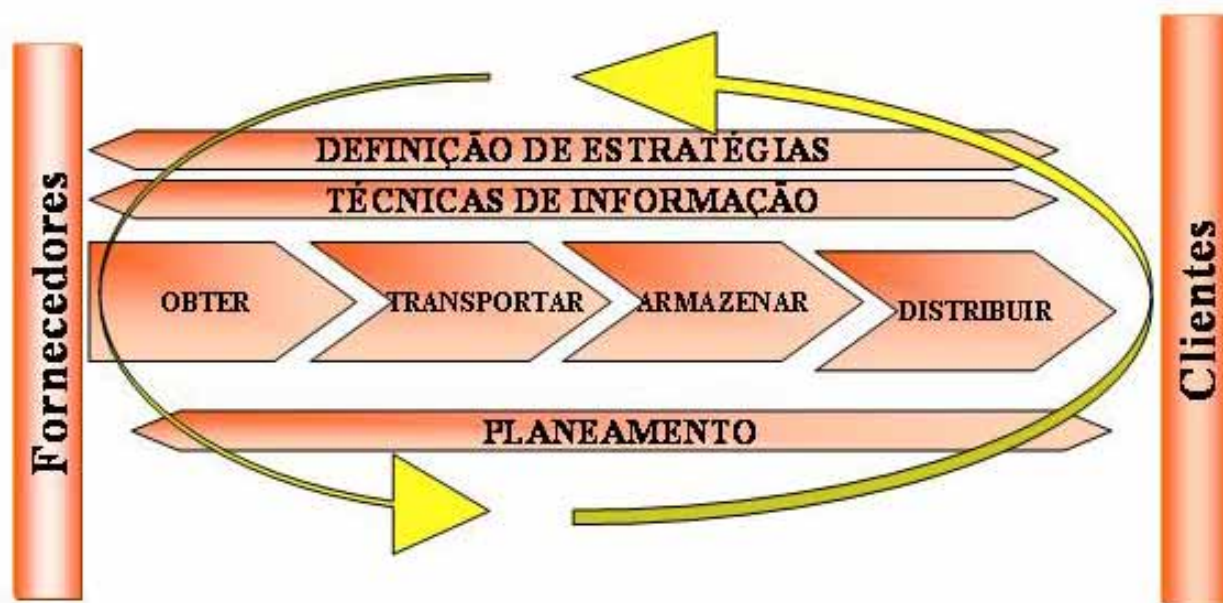 Fornecedores
DEFINIÇÃO DE ESTRATÉGIAS
TÉCNICAS DE INFORMAÇÃO
OBTER
TRANSPORTAR
ARMAZENAR
DISTRIBUIR
PLANEAMENTO
Clientes